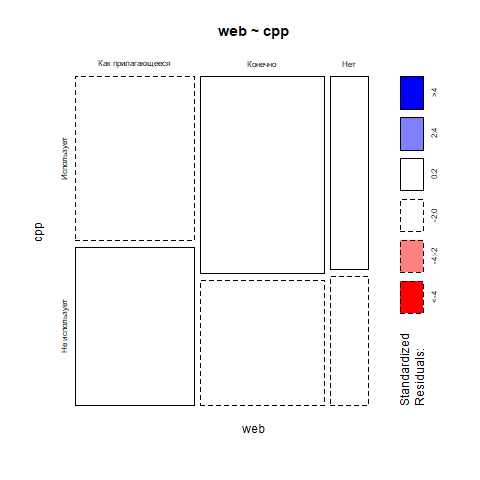 web ~ cpp
Как прилагающееся
Конечно
Нет
Использует
Не использует
cpp
web
>4
2:4
0:2
-2:0
-4:-2
<-4
Standardized
Residuals: